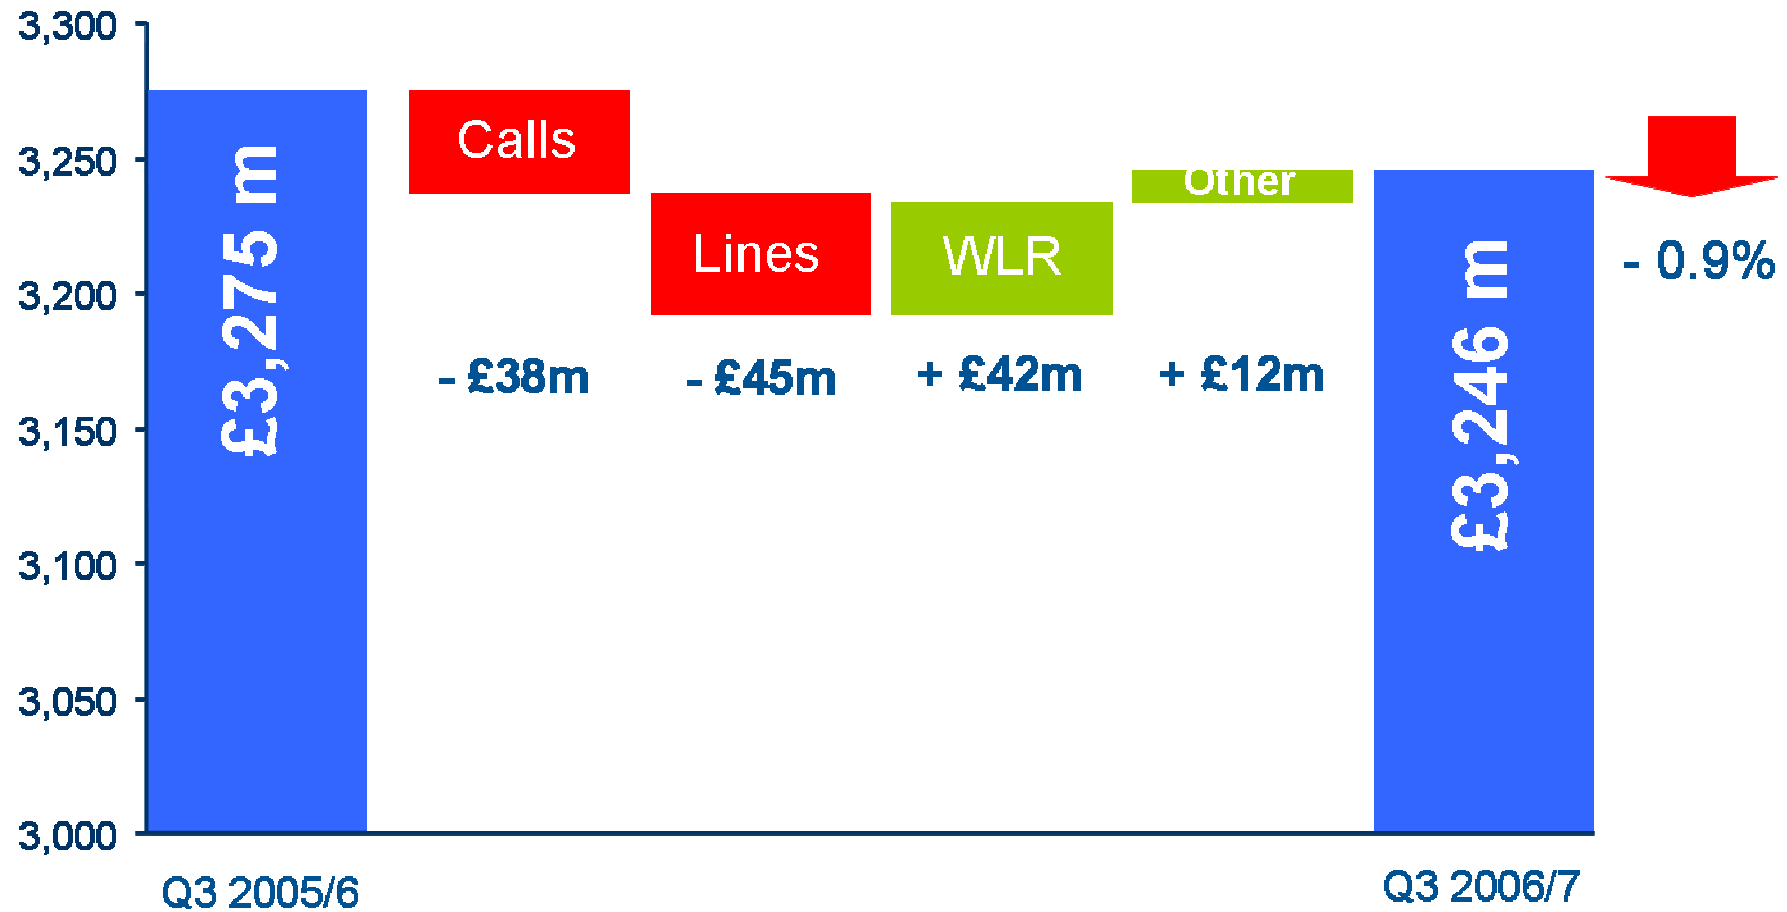 3,300
3,250
3,200
3,150
3,100
3,050
3,000
£3,275 m
Calls
- £38m
Lines
- £45m
WLR
+ £42m
Other
+ £12m
£3,246 m
- 0.9%
Q3 2005/6
Q3 2006/7